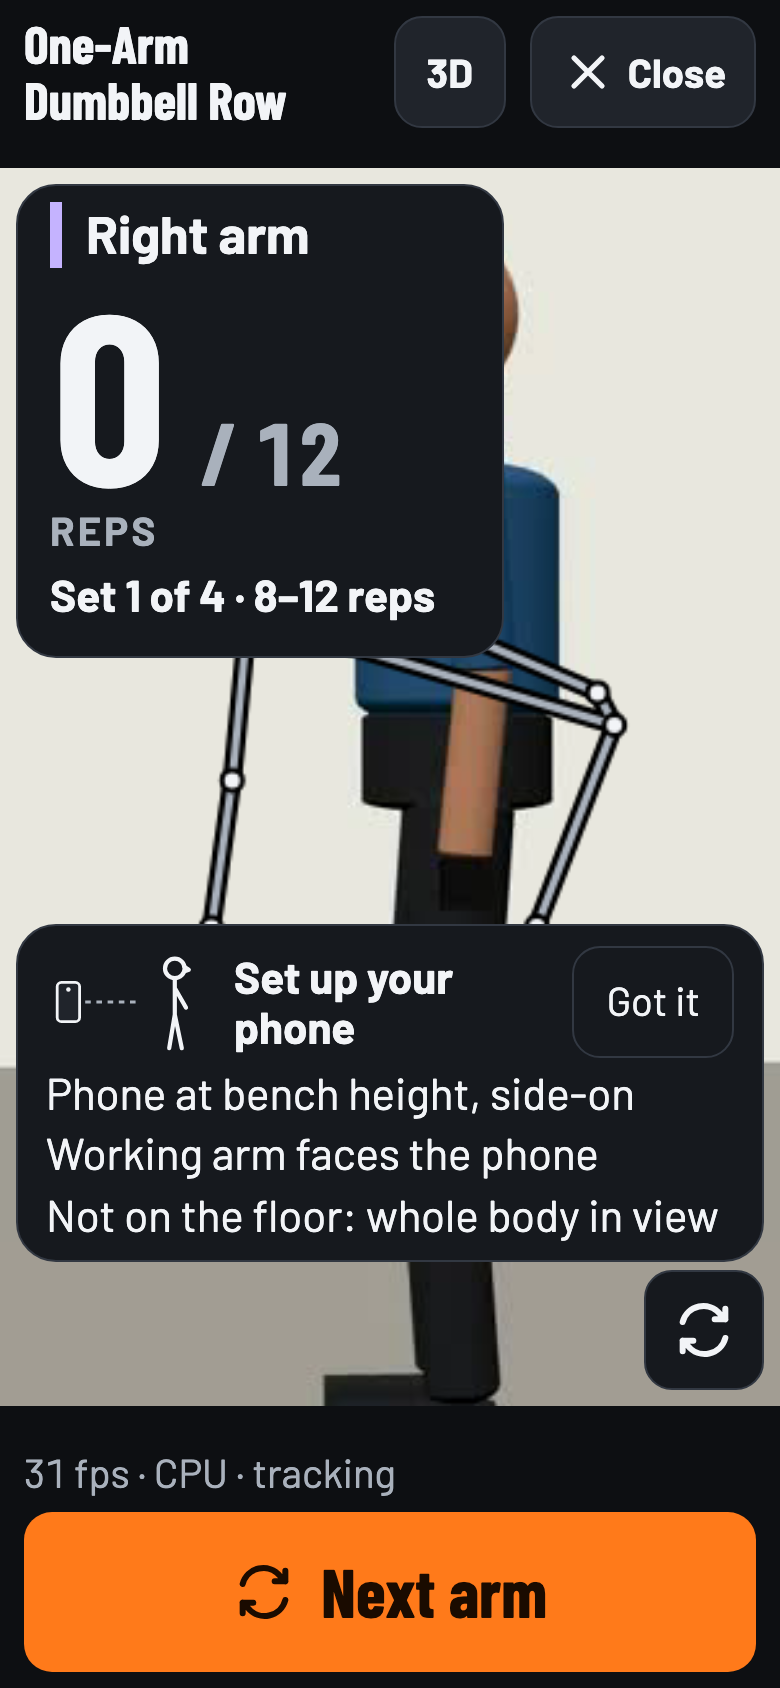 One-Arm
Dumbbell Row
3D
Close
Right arm
0 / 12
REPS
Set 1 of 4 · 8–12 reps
Set up your
phone
Got it
Phone at bench height, side-on
Working arm faces the phone
Not on the floor: whole body in view
31 fps · CPU · tracking
Next arm